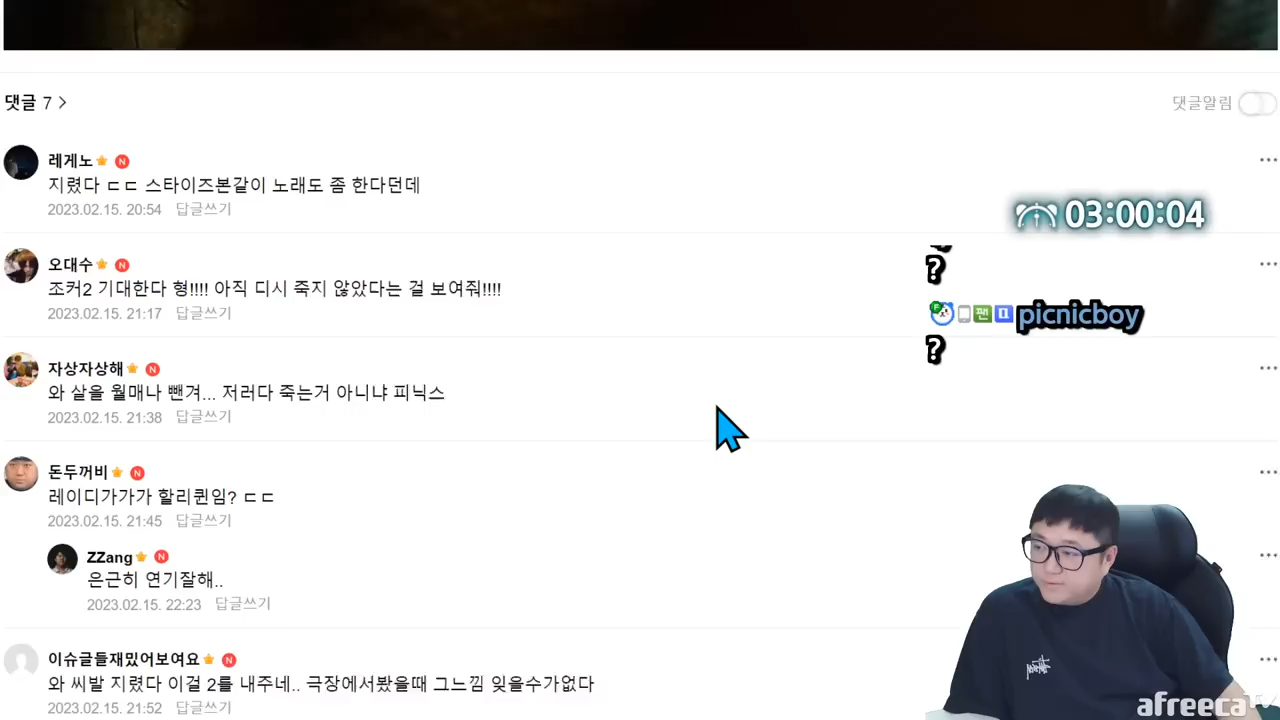 댓글 7 >
댓글알림
레게노 N
지렸다 ㄷㄷ 스타이즈본같이 노래도 좀 한다던데
2023.02.15. 20:54 답글쓰기
03:00:04
오대수 N
조커2 기대한다 형!!!! 아직 디시 죽지 않았다는 걸 보여줘!!!!
2023.02.15. 21:17 답글쓰기
?
F 팬 picnicboy
?
자상자상해 N
와 살을 월매나 뺀겨... 저러다 죽는거 아니냐 피닉스
2023.02.15. 21:38 답글쓰기
돈두꺼비 N
레이디가가가 할리퀸임? ㄷㄷ
2023.02.15. 21:45 답글쓰기
ZZang N
은근히 연기잘해..
2023.02.15. 22:23 답글쓰기
이슈글들재밌어보여요 N
와 씨발 지렸다 이걸 2를 내주네.. 극장에서봤을때 그느낌 잊을수가없다
2023.02.15. 21:52 답글쓰기
afreecaTV